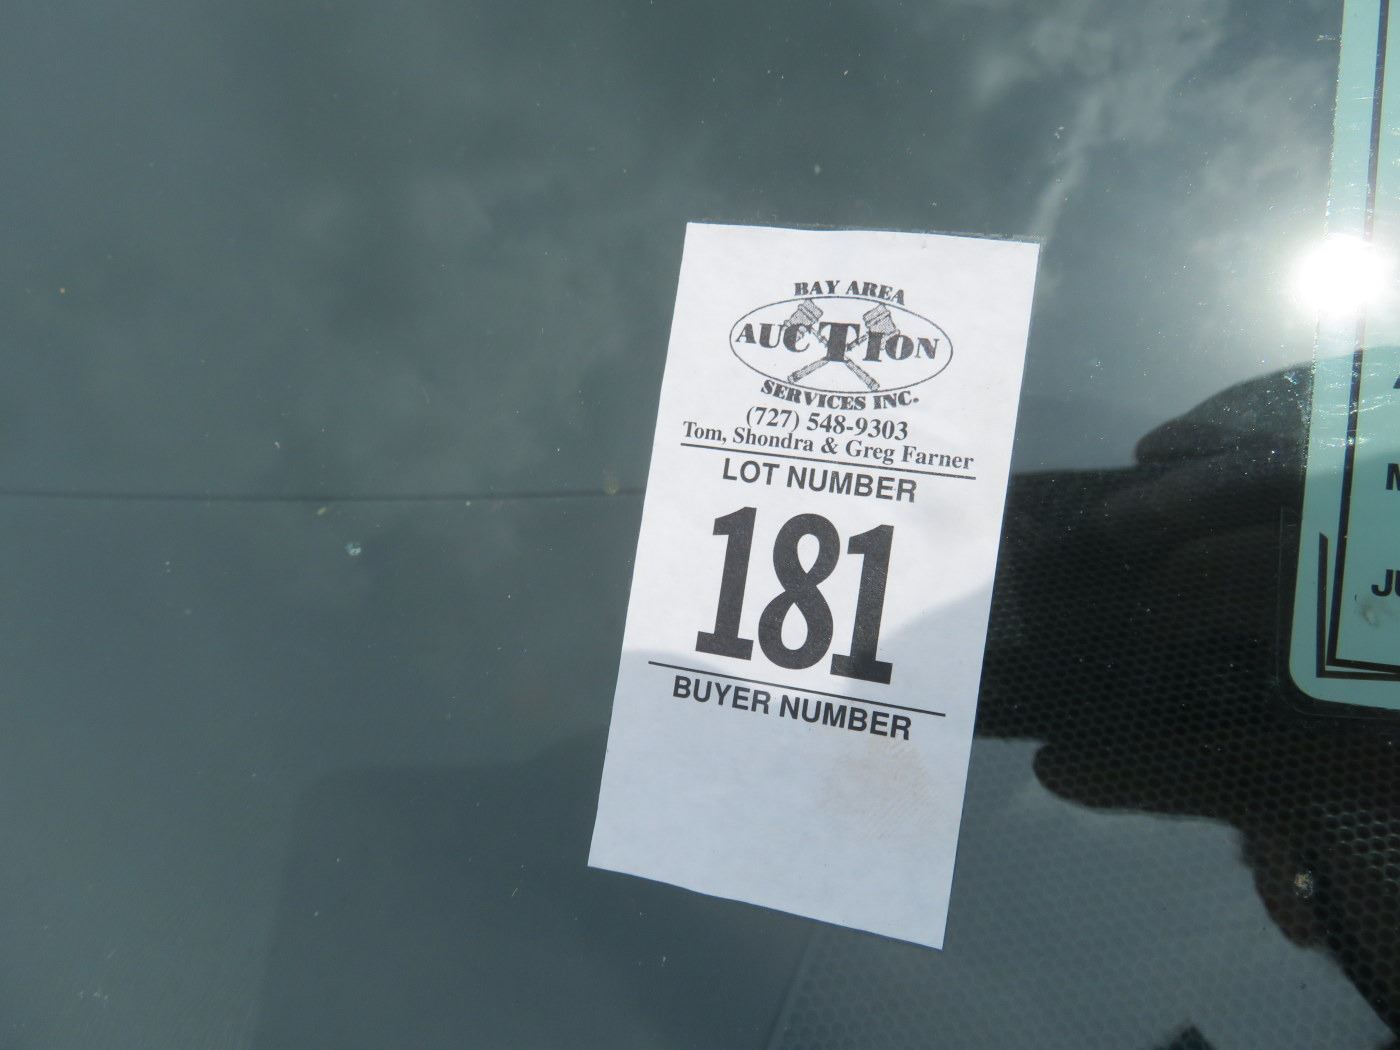 BAY AREA
AUCTION
SERVICES INC.
(727) 548-9303
Tom, Shondra & Greg Farner
LOT NUMBER
181
BUYER NUMBER